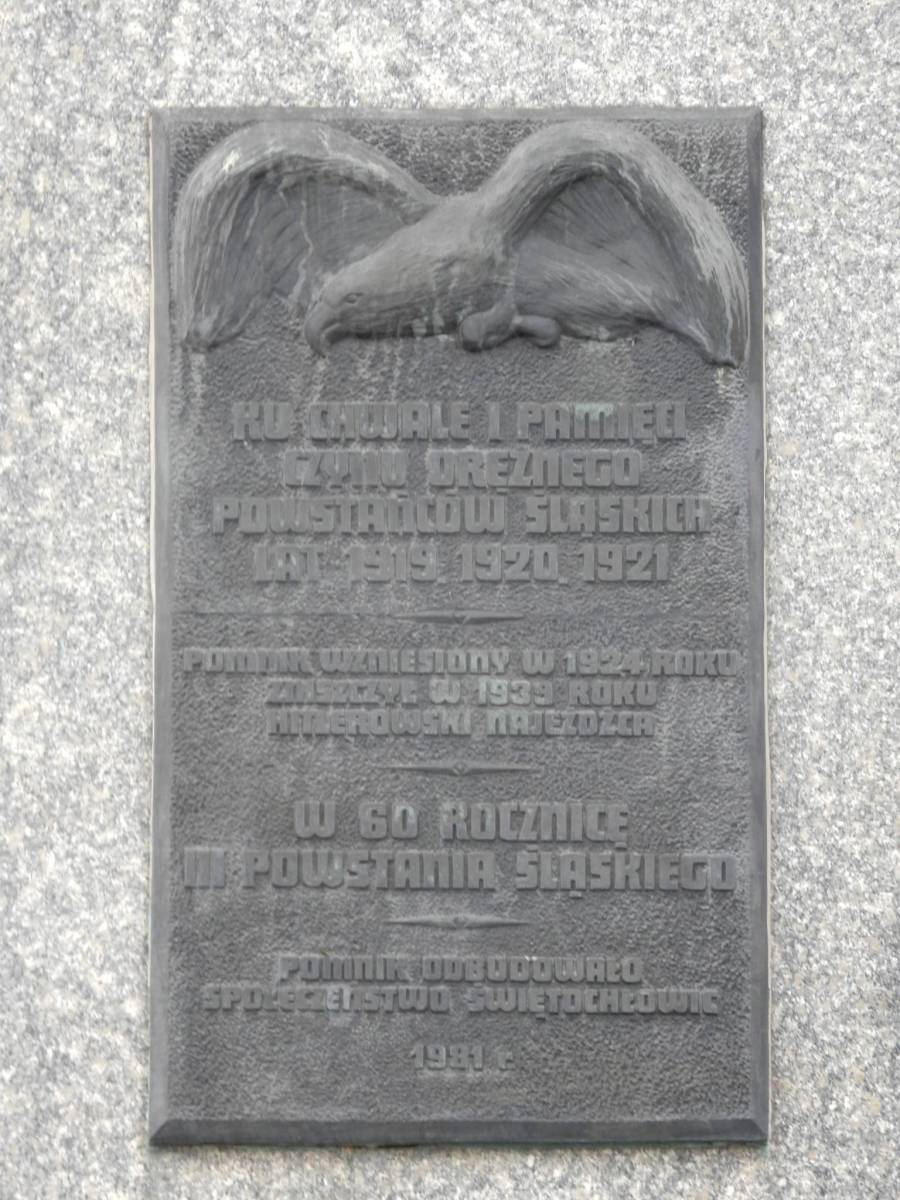 KU CHWALE I PAMIĘCI
CZYNU ORĘŻNEGO
POWSTAŃCÓW ŚLĄSKICH
LAT 1919, 1920, 1921
POMNIK WZNIESIONY W 1924 ROKU
ZNISZCZYŁ W 1939 ROKU
HITLEROWSKI NAJEŹDŹCA
W 60 ROCZNICĘ
III POWSTANIA ŚLĄSKIEGO
POMNIK ODBUDOWAŁO
SPOŁECZEŃSTWO ŚWIĘTOCHŁOWIC
1981 r